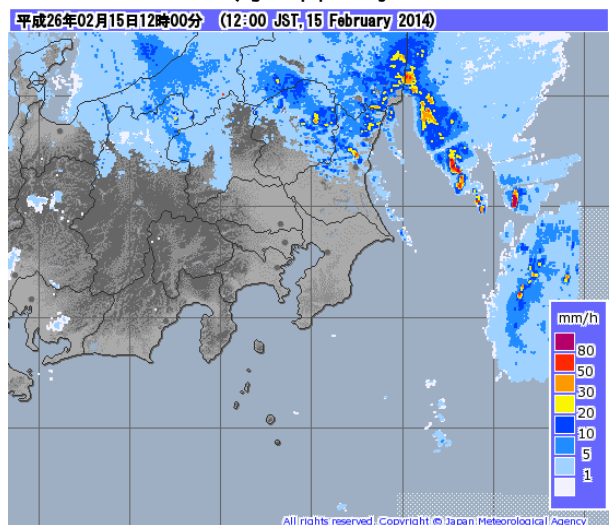 平成26年02月15日12時00分 (12:00 JST, 15 February 2014)
mm/h
80
50
30
20
10
5
1
All rights reserved. Copyright © Japan Meteorological Agency